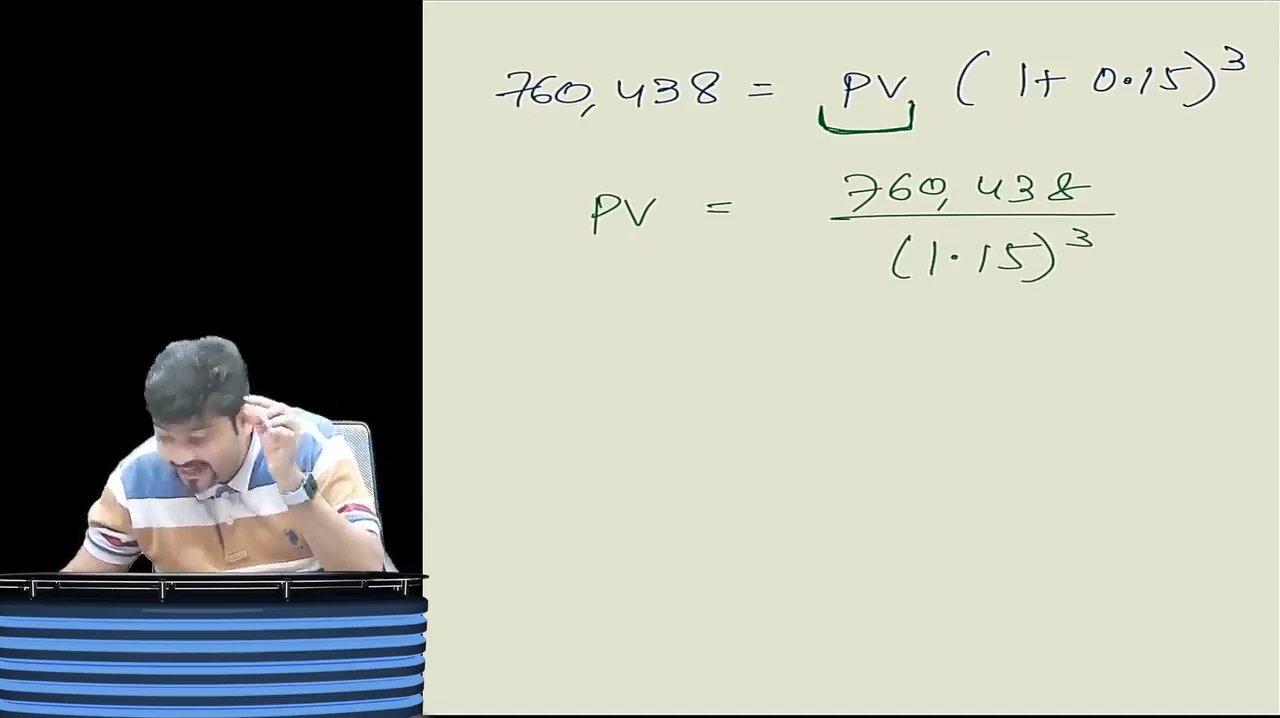 760,438 = PV (1+ 0.15)^3
PV = 760,438 / (1.15)^3